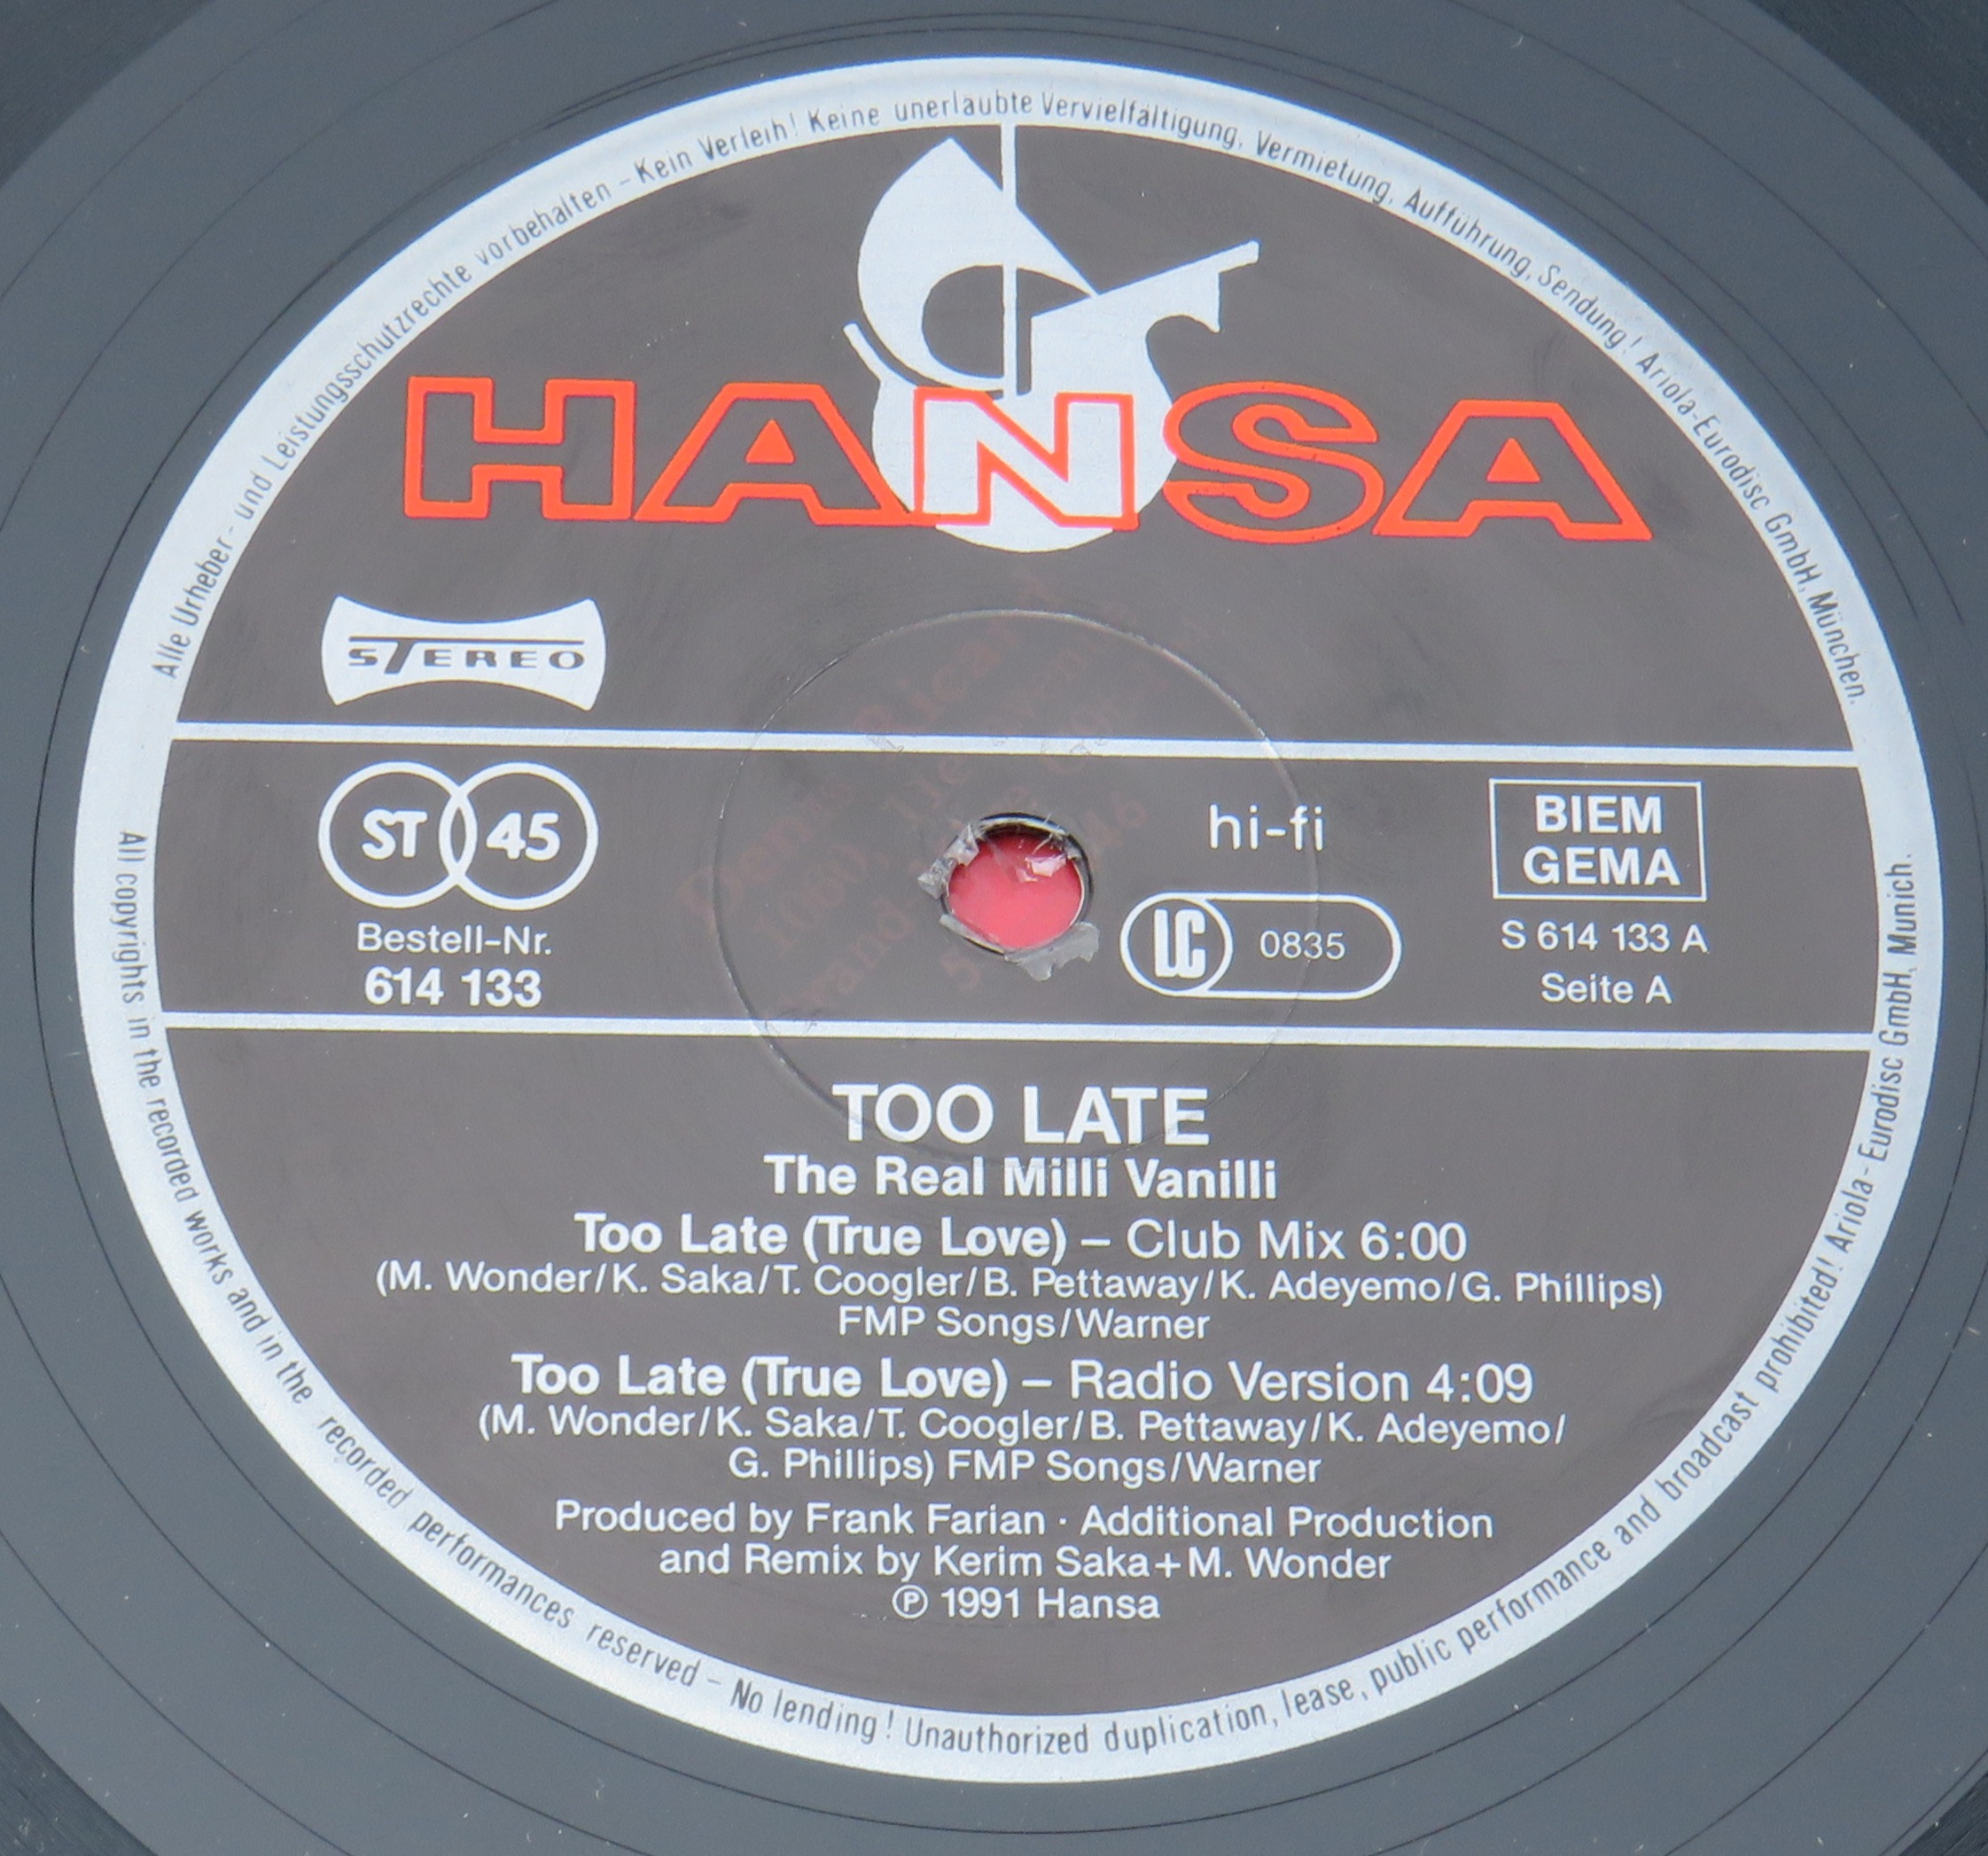 Alle Urheber- und Leistungsschutzrechte vorbehalten – Kein Verleih! Keine unerlaubte Vervielfältigung, Vermietung, Aufführung, Sendung! Ariola-Eurodisc GmbH, München.
HANSA
STEREO
ST 45
Bestell-Nr.
614 133
hi-fi
LC 0835
BIEM
GEMA
S 614 133 A
Seite A
TOO LATE
The Real Milli Vanilli
Too Late (True Love) – Club Mix 6:00
(M. Wonder/K. Saka/T. Coogler/B. Pettaway/K. Adeyemo/G. Phillips)
FMP Songs/Warner
Too Late (True Love) – Radio Version 4:09
(M. Wonder/K. Saka/T. Coogler/B. Pettaway/K. Adeyemo/
G. Phillips) FMP Songs/Warner
Produced by Frank Farian · Additional Production
and Remix by Kerim Saka+M. Wonder
℗ 1991 Hansa
All copyrights in the recorded works and in the recorded performances reserved – No lending! Unauthorized duplication, lease, public performance and broadcast prohibited! Ariola-Eurodisc GmbH, Munich.